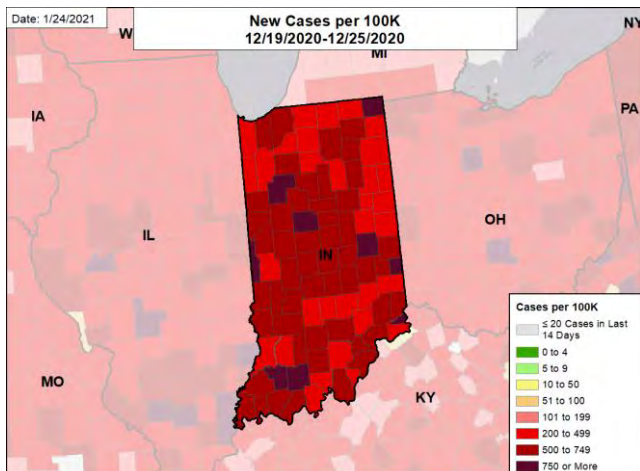 Date: 1/24/2021
New Cases per 100K
12/19/2020-12/25/2020
W
MI
NY
IA
PA
IL
IN
OH
MO
KY
Cases per 100K
≤ 20 Cases in Last
14 Days
0 to 4
5 to 9
10 to 50
51 to 100
101 to 199
200 to 499
500 to 749
750 or More